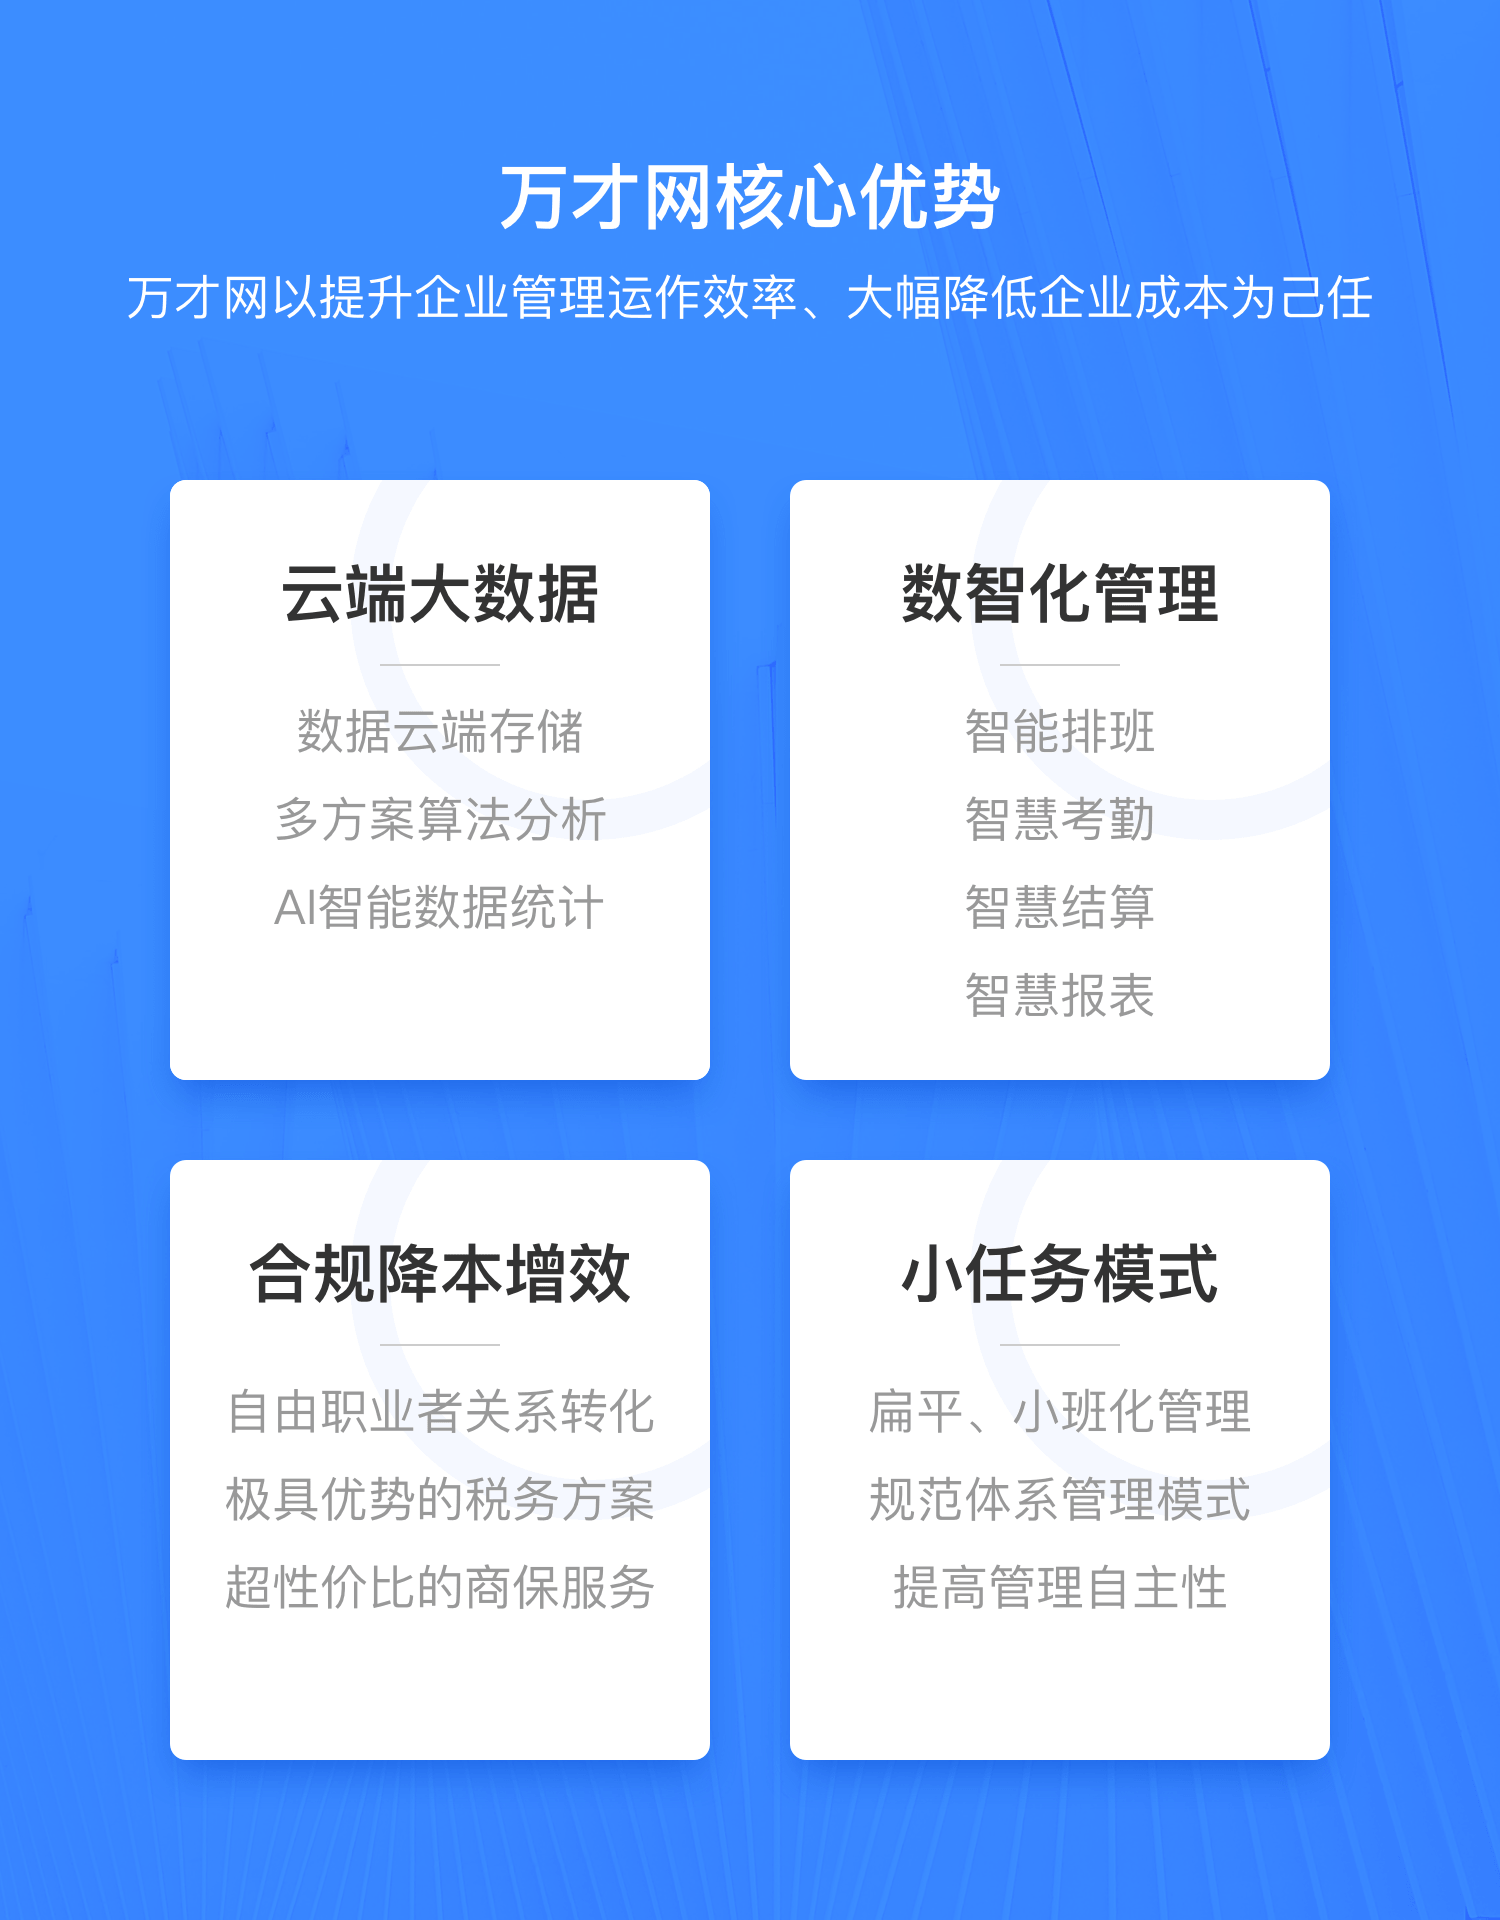 万才网核心优势
万才网以提升企业管理运作效率、大幅降低企业成本为己任
云端大数据
数据云端存储
多方案算法分析
AI智能数据统计
数智化管理
智能排班
智慧考勤
智慧结算
智慧报表
合规降本增效
自由职业者关系转化
极具优势的税务方案
超性价比的商保服务
小任务模式
扁平、小班化管理
规范体系管理模式
提高管理自主性